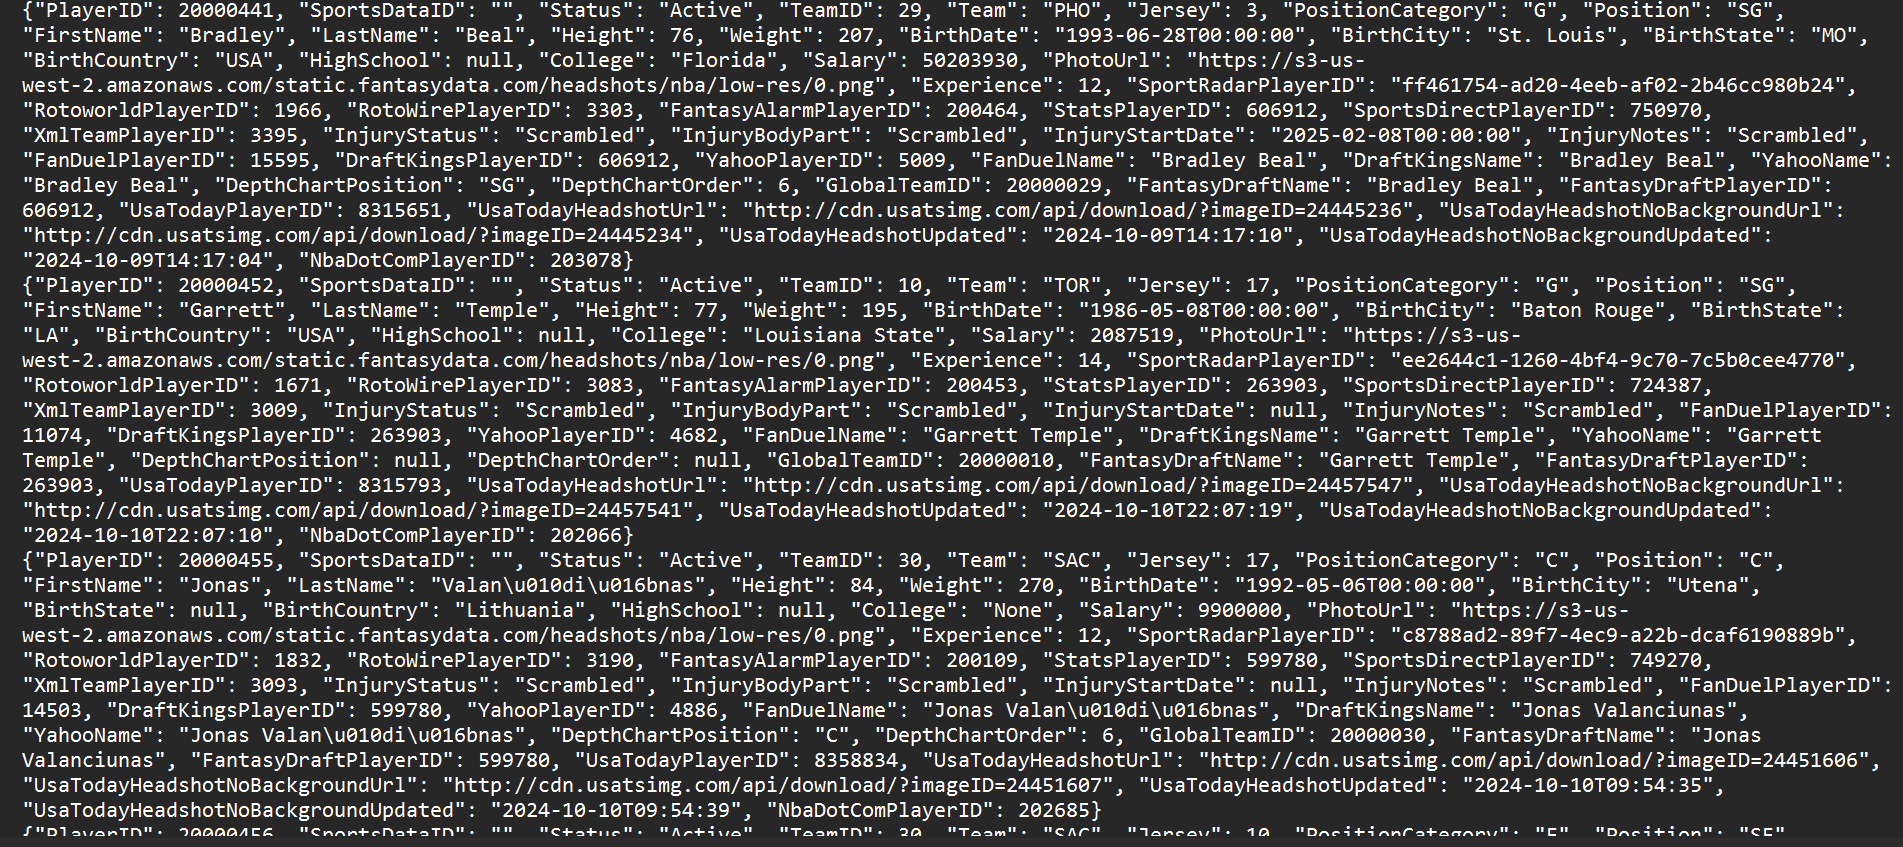 {"PlayerID": 20000441, "SportsDataID": "", "Status": "Active", "TeamID": 29, "Team": "PHO", "Jersey": 3, "PositionCategory": "G", "Position": "SG",
"FirstName": "Bradley", "LastName": "Beal", "Height": 76, "Weight": 207, "BirthDate": "1993-06-28T00:00:00", "BirthCity": "St. Louis", "BirthState": "MO",
"BirthCountry": "USA", "HighSchool": null, "College": "Florida", "Salary": 50203930, "PhotoUrl": "https://s3-us-
west-2.amazonaws.com/static.fantasydata.com/headshots/nba/low-res/0.png", "Experience": 12, "SportRadarPlayerID": "ff461754-ad20-4eeb-af02-2b46cc980b24",
"RotoworldPlayerID": 1966, "RotoWirePlayerID": 3303, "FantasyAlarmPlayerID": 200464, "StatsPlayerID": 606912, "SportsDirectPlayerID": 750970,
"XmlTeamPlayerID": 3395, "InjuryStatus": "Scrambled", "InjuryBodyPart": "Scrambled", "InjuryStartDate": "2025-02-08T00:00:00", "InjuryNotes": "Scrambled",
"FanDuelPlayerID": 15595, "DraftKingsPlayerID": 606912, "YahooPlayerID": 5009, "FanDuelName": "Bradley Beal", "DraftKingsName": "Bradley Beal", "YahooName":
"Bradley Beal", "DepthChartPosition": "SG", "DepthChartOrder": 6, "GlobalTeamID": 20000029, "FantasyDraftName": "Bradley Beal", "FantasyDraftPlayerID":
606912, "UsaTodayPlayerID": 8315651, "UsaTodayHeadshotUrl": "http://cdn.usatsimg.com/api/download/?imageID=24445236", "UsaTodayHeadshotNoBackgroundUrl":
"http://cdn.usatsimg.com/api/download/?imageID=24445234", "UsaTodayHeadshotUpdated": "2024-10-09T14:17:10", "UsaTodayHeadshotNoBackgroundUpdated":
"2024-10-09T14:17:04", "NbaDotComPlayerID": 203078}
{"PlayerID": 20000452, "SportsDataID": "", "Status": "Active", "TeamID": 10, "Team": "TOR", "Jersey": 17, "PositionCategory": "G", "Position": "SG",
"FirstName": "Garrett", "LastName": "Temple", "Height": 77, "Weight": 195, "BirthDate": "1986-05-08T00:00:00", "BirthCity": "Baton Rouge", "BirthState":
"LA", "BirthCountry": "USA", "HighSchool": null, "College": "Louisiana State", "Salary": 2087519, "PhotoUrl": "https://s3-us-
west-2.amazonaws.com/static.fantasydata.com/headshots/nba/low-res/0.png", "Experience": 14, "SportRadarPlayerID": "ee2644c1-1260-4bf4-9c70-7c5b0cee4770",
"RotoworldPlayerID": 1671, "RotoWirePlayerID": 3083, "FantasyAlarmPlayerID": 200453, "StatsPlayerID": 263903, "SportsDirectPlayerID": 724387,
"XmlTeamPlayerID": 3009, "InjuryStatus": "Scrambled", "InjuryBodyPart": "Scrambled", "InjuryStartDate": null, "InjuryNotes": "Scrambled", "FanDuelPlayerID":
11074, "DraftKingsPlayerID": 263903, "YahooPlayerID": 4682, "FanDuelName": "Garrett Temple", "DraftKingsName": "Garrett Temple", "YahooName": "Garrett
Temple", "DepthChartPosition": null, "DepthChartOrder": null, "GlobalTeamID": 20000010, "FantasyDraftName": "Garrett Temple", "FantasyDraftPlayerID":
263903, "UsaTodayPlayerID": 8315793, "UsaTodayHeadshotUrl": "http://cdn.usatsimg.com/api/download/?imageID=24457547", "UsaTodayHeadshotNoBackgroundUrl":
"http://cdn.usatsimg.com/api/download/?imageID=24457541", "UsaTodayHeadshotUpdated": "2024-10-10T22:07:19", "UsaTodayHeadshotNoBackgroundUpdated":
"2024-10-10T22:07:10", "NbaDotComPlayerID": 202066}
{"PlayerID": 20000455, "SportsDataID": "", "Status": "Active", "TeamID": 30, "Team": "SAC", "Jersey": 17, "PositionCategory": "C", "Position": "C",
"FirstName": "Jonas", "LastName": "Valan\u010di\u016bnas", "Height": 84, "Weight": 270, "BirthDate": "1992-05-06T00:00:00", "BirthCity": "Utena",
"BirthState": null, "BirthCountry": "Lithuania", "HighSchool": null, "College": "None", "Salary": 9900000, "PhotoUrl": "https://s3-us-
west-2.amazonaws.com/static.fantasydata.com/headshots/nba/low-res/0.png", "Experience": 12, "SportRadarPlayerID": "c8788ad2-89f7-4ec9-a22b-dcaf6190889b",
"RotoworldPlayerID": 1832, "RotoWirePlayerID": 3190, "FantasyAlarmPlayerID": 200109, "StatsPlayerID": 599780, "SportsDirectPlayerID": 749270,
"XmlTeamPlayerID": 3093, "InjuryStatus": "Scrambled", "InjuryBodyPart": "Scrambled", "InjuryStartDate": null, "InjuryNotes": "Scrambled", "FanDuelPlayerID":
14503, "DraftKingsPlayerID": 599780, "YahooPlayerID": 4886, "FanDuelName": "Jonas Valan\u010di\u016bnas", "DraftKingsName": "Jonas Valanciunas",
"YahooName": "Jonas Valan\u010di\u016bnas", "DepthChartPosition": "C", "DepthChartOrder": 6, "GlobalTeamID": 20000030, "FantasyDraftName": "Jonas
Valanciunas", "FantasyDraftPlayerID": 599780, "UsaTodayPlayerID": 8358834, "UsaTodayHeadshotUrl": "http://cdn.usatsimg.com/api/download/?imageID=24451606",
"UsaTodayHeadshotNoBackgroundUrl": "http://cdn.usatsimg.com/api/download/?imageID=24451607", "UsaTodayHeadshotUpdated": "2024-10-10T09:54:35",
"UsaTodayHeadshotNoBackgroundUpdated": "2024-10-10T09:54:39", "NbaDotComPlayerID": 202685}
{"PlayerID": 20000456, "SportsDataID": "", "Status": "Active", "TeamID": 30, "Team": "SAC", "Jersey": 10, "PositionCategory": "F", "Position": "SF",